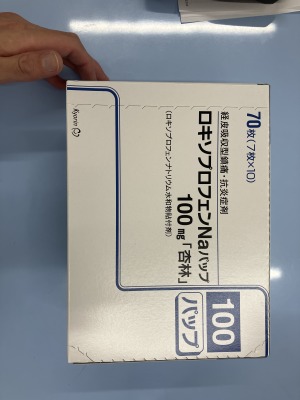 70枚(7枚×10)
経皮吸収型鎮痛・抗炎症剤
ロキソプロフェンNaパップ
100mg「杏林」
(ロキソプロフェンナトリウム水和物貼付剤)
100
パップ
Kyorin